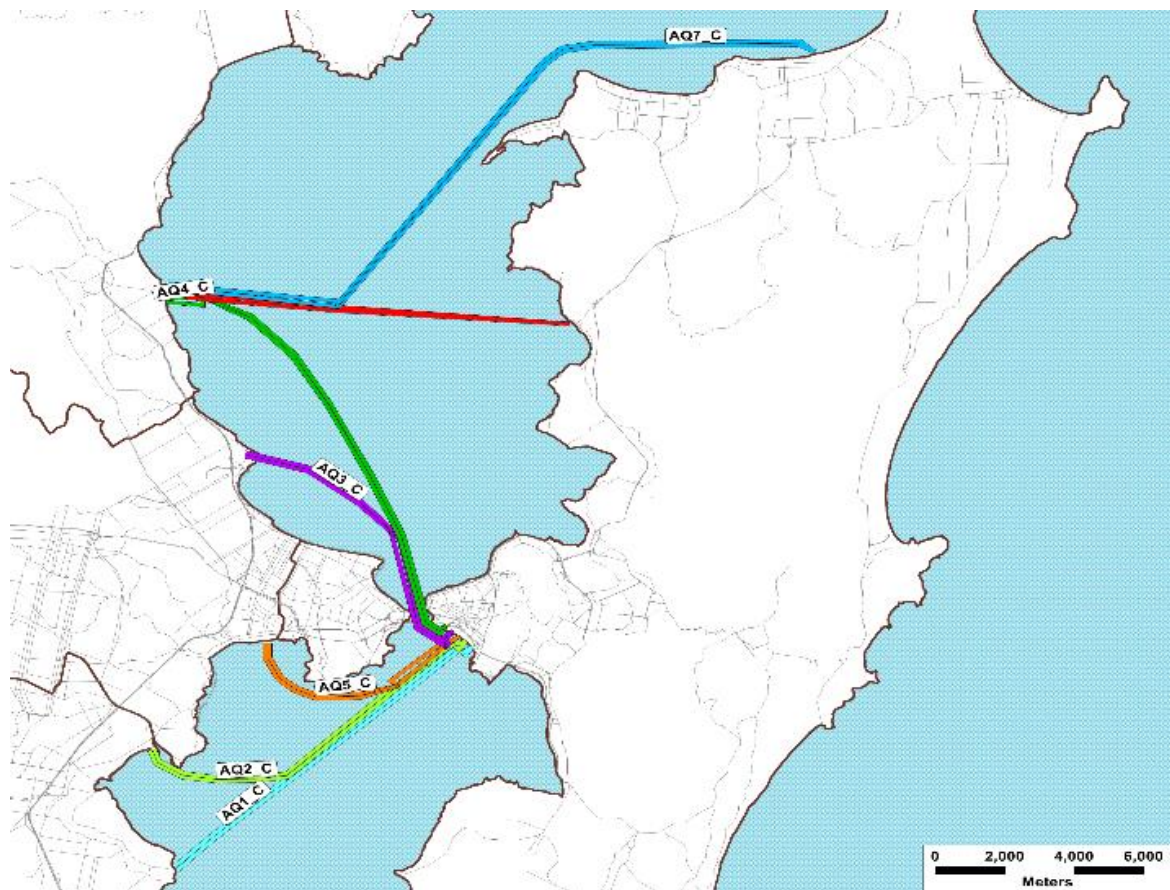 AQ7_C
AQ4_C
AQ3_C
AQ5_C
AQ2_C
AQ1_C
0 2,000 4,000 6,000
Meters